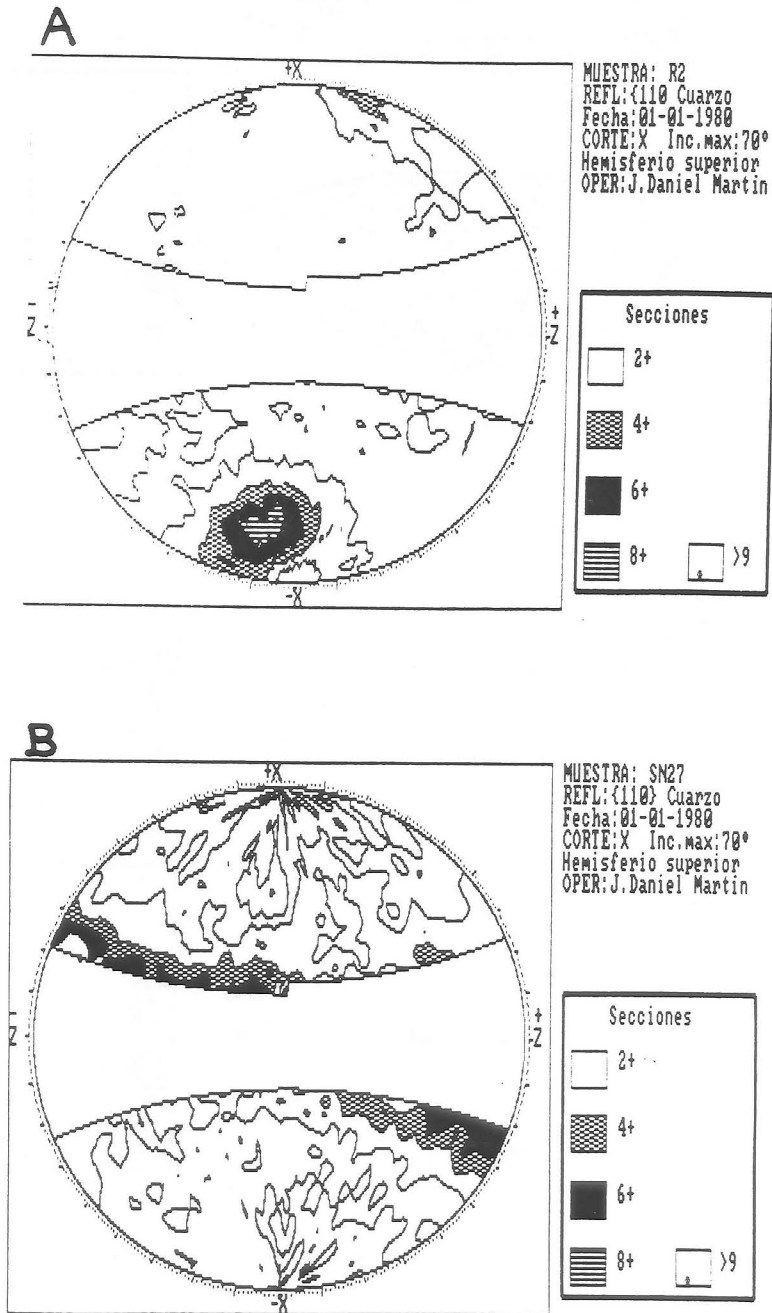 A
+X
MUESTRA: R2
REFL:{110 Cuarzo
Fecha:01-01-1980
CORTE:X Inc.max:70º
Hemisferio superior
OPER:J.Daniel Martin
-
Z
+
Z
Secciones
2+
4+
6+
8+ >9
-X
B
+X
MUESTRA: SN27
REFL:{110} Cuarzo
Fecha:01-01-1980
CORTE:X Inc.max:70º
Hemisferio superior
OPER:J.Daniel Martin
-
Z
+
Z
Secciones
2+
4+
6+
8+ >9
-X